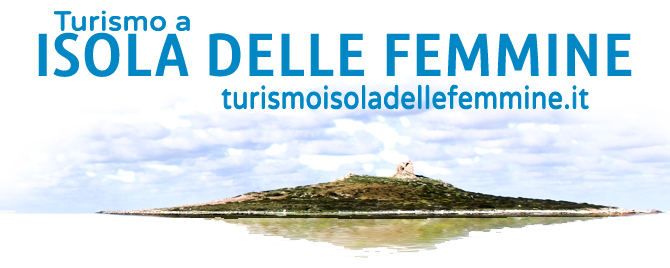 Turismo a
ISOLA DELLE FEMMINE
turismoisoladellefemmine.it